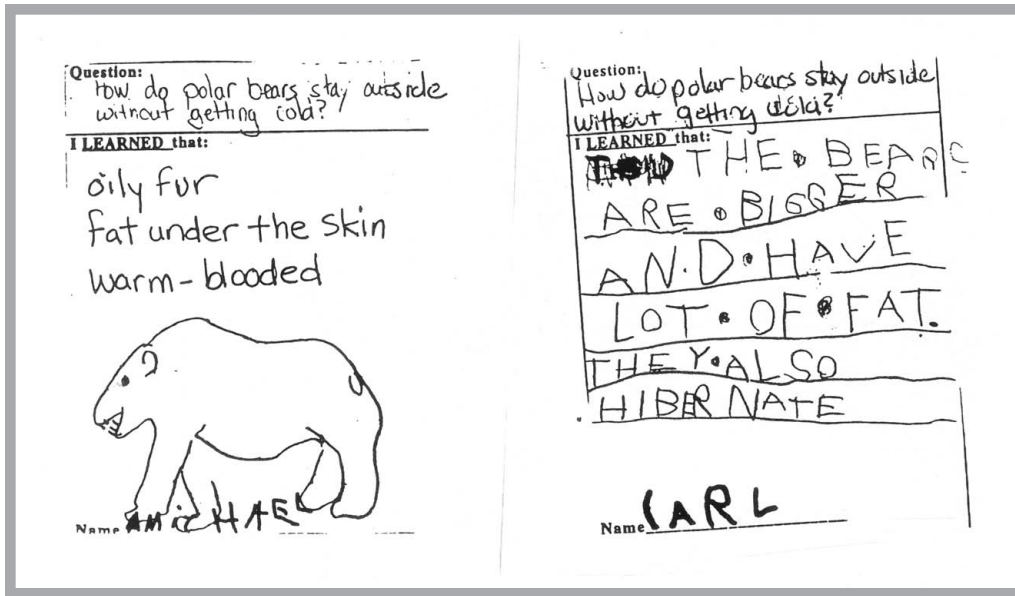 Question:
How do polar bears stay outside
without getting cold?
I LEARNED that:
oily fur
fat under the skin
warm-blooded
Name
Question:
How do polar bears stay outside
without getting cold?
I LEARNED that:
THE • BEARS
ARE • BIGGER
AND • HAVE
LOT • OF • FAT.
THEY • ALSO
HIBERNATE
Name CARL